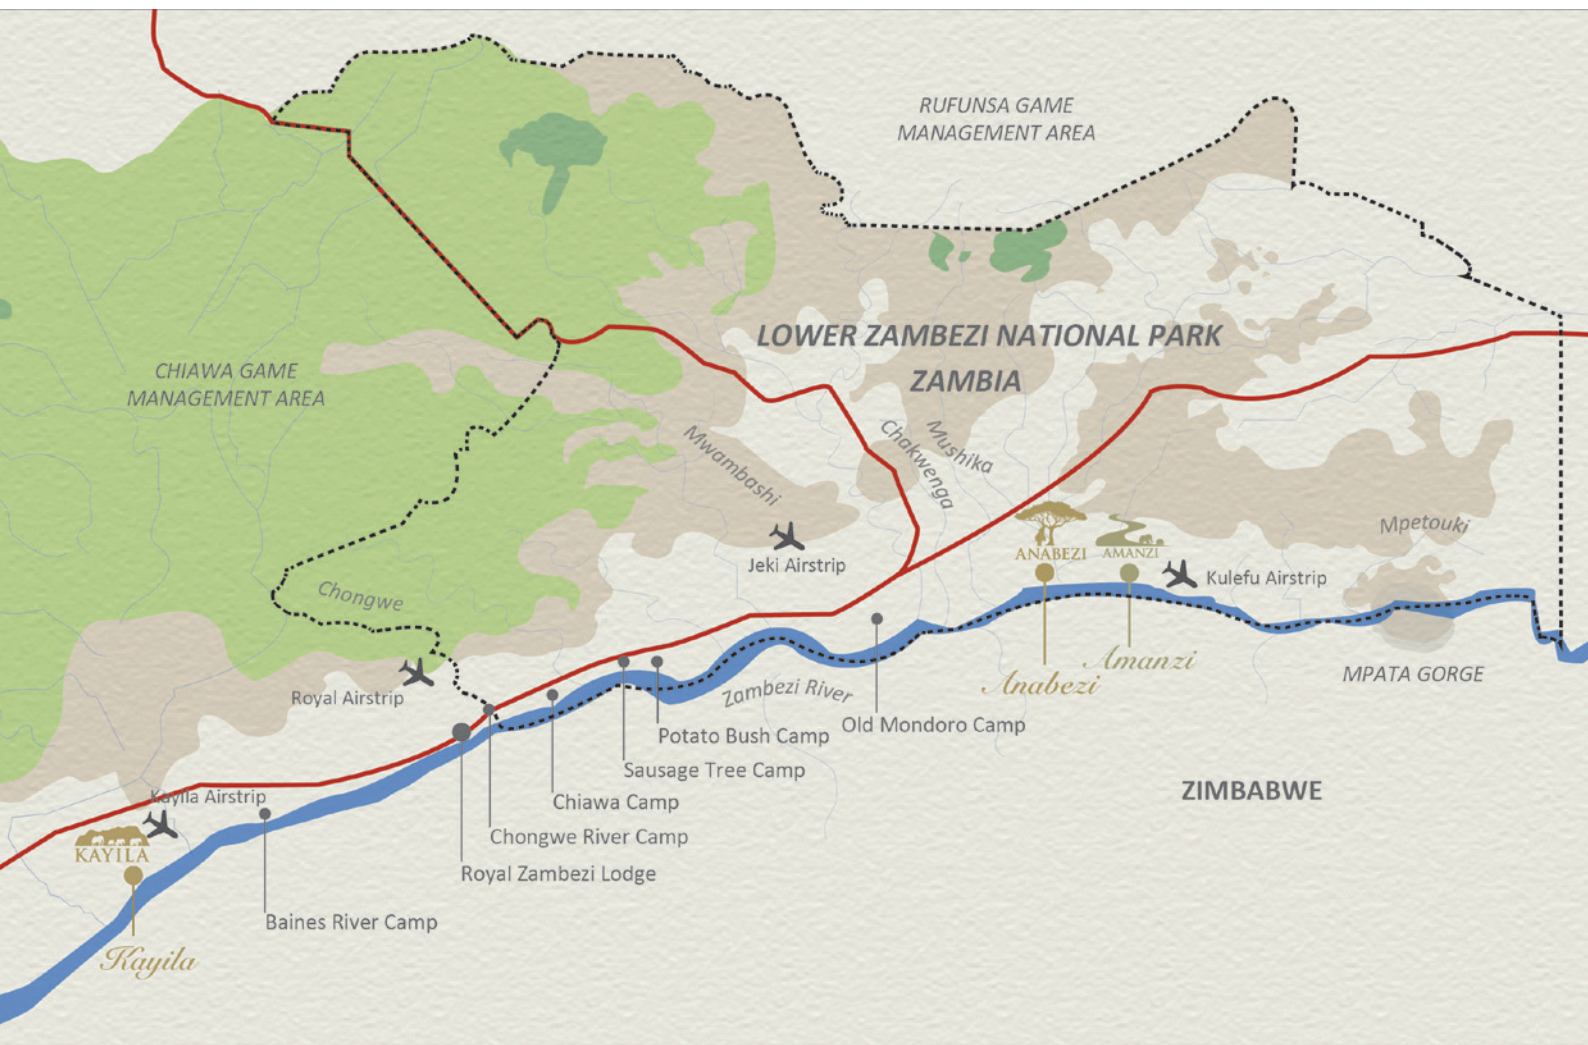 RUFUNSA GAME
MANAGEMENT AREA
LOWER ZAMBEZI NATIONAL PARK
ZAMBIA
CHIAWA GAME
MANAGEMENT AREA
Mwambashi
Chakwenga
Mushika
Mpetouki
Jeki Airstrip
ANABEZI
AMANZI
Kulefu Airstrip
Chongwe
Royal Airstrip
Zambezi River
Anabezi
Amanzi
MPATA GORGE
Old Mondoro Camp
Potato Bush Camp
Sausage Tree Camp
Chiawa Camp
Chongwe River Camp
Royal Zambezi Lodge
ZIMBABWE
Kayila Airstrip
KAYILA
Baines River Camp
Kayila